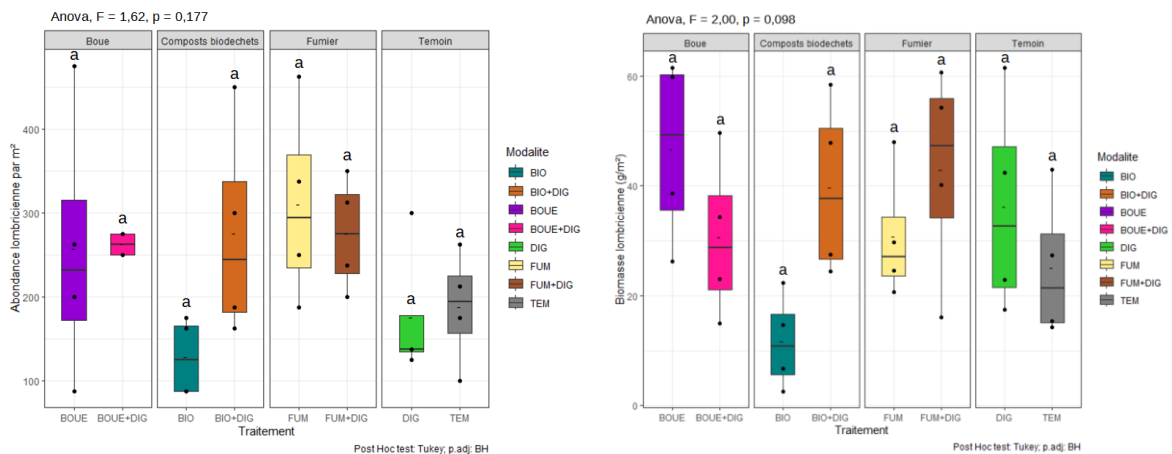 Anova, F = 1,62, p = 0,177
Boue
Composts biodechets
Fumier
Temoin
a
a
a
a
a
a
a
a
Abondance lombricienne par m²
400
300
200
100
BOUE
BOUE+DIG
BIO
BIO+DIG
FUM
FUM+DIG
DIG
TEM
Traitement
Post Hoc test: Tukey; p.adj: BH
Modalite
BIO
BIO+DIG
BOUE
BOUE+DIG
DIG
FUM
FUM+DIG
TEM
Anova, F = 2,00, p = 0,098
Boue
Composts biodechets
Fumier
Temoin
a
a
a
a
a
a
a
a
Biomasse lombricienne (g/m²)
60
40
20
0
BOUE
BOUE+DIG
BIO
BIO+DIG
FUM
FUM+DIG
DIG
TEM
Traitement
Post Hoc test: Tukey; p.adj: BH
Modalite
BIO
BIO+DIG
BOUE
BOUE+DIG
DIG
FUM
FUM+DIG
TEM